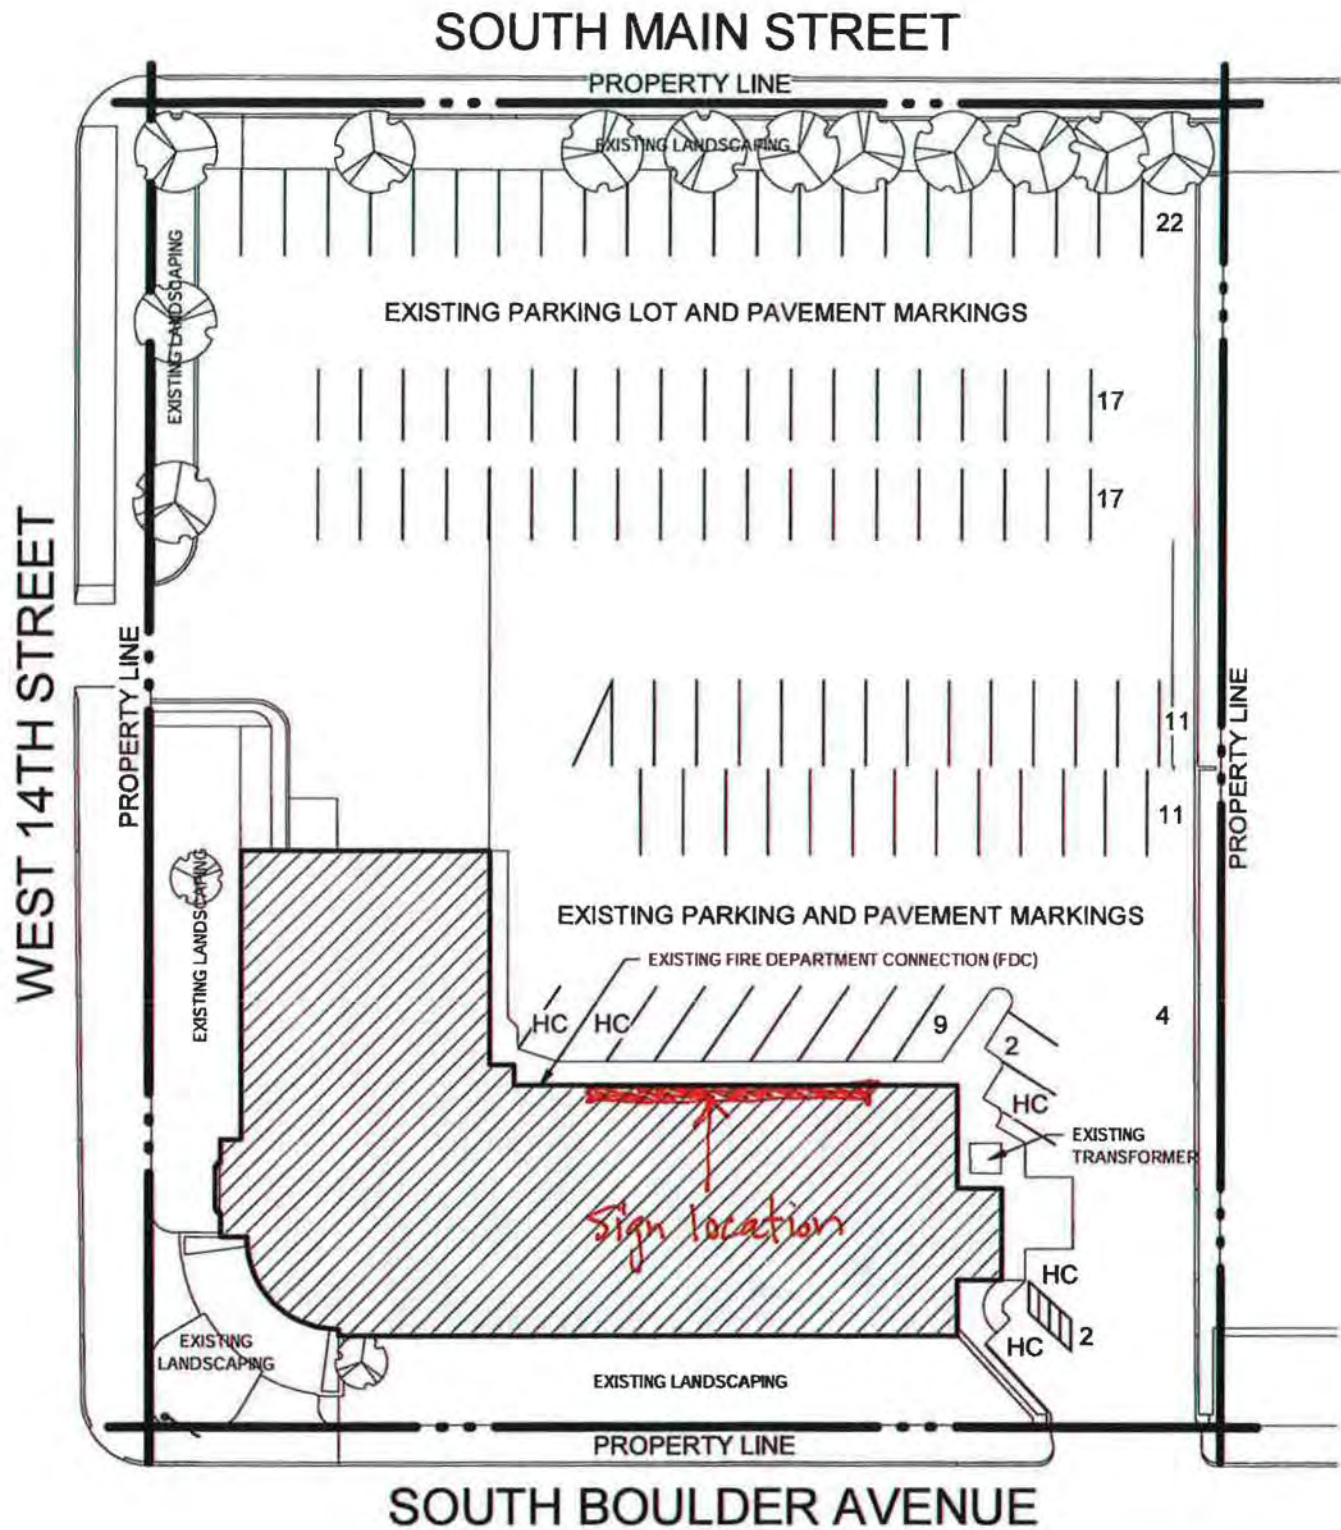 SOUTH MAIN STREET
PROPERTY LINE
EXISTING LANDSCAPING
22
EXISTING LANDSCAPING
EXISTING PARKING LOT AND PAVEMENT MARKINGS
17
17
WEST 14TH STREET
PROPERTY LINE
11
PROPERTY LINE
11
EXISTING LANDSCAPING
EXISTING PARKING AND PAVEMENT MARKINGS
EXISTING FIRE DEPARTMENT CONNECTION (FDC)
HC
HC
9
2
4
HC
EXISTING
TRANSFORMER
Sign location
HC
HC
2
EXISTING
LANDSCAPING
EXISTING LANDSCAPING
PROPERTY LINE
SOUTH BOULDER AVENUE